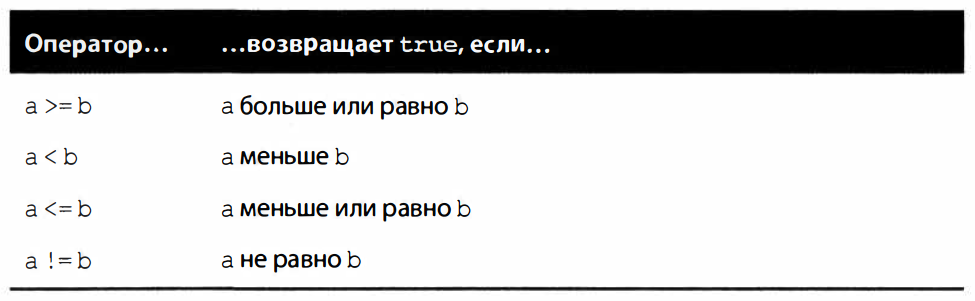 Оператор... ...возвращает true, если...
a >= b a больше или равно b
a < b a меньше b
a <= b a меньше или равно b
a != b a не равно b